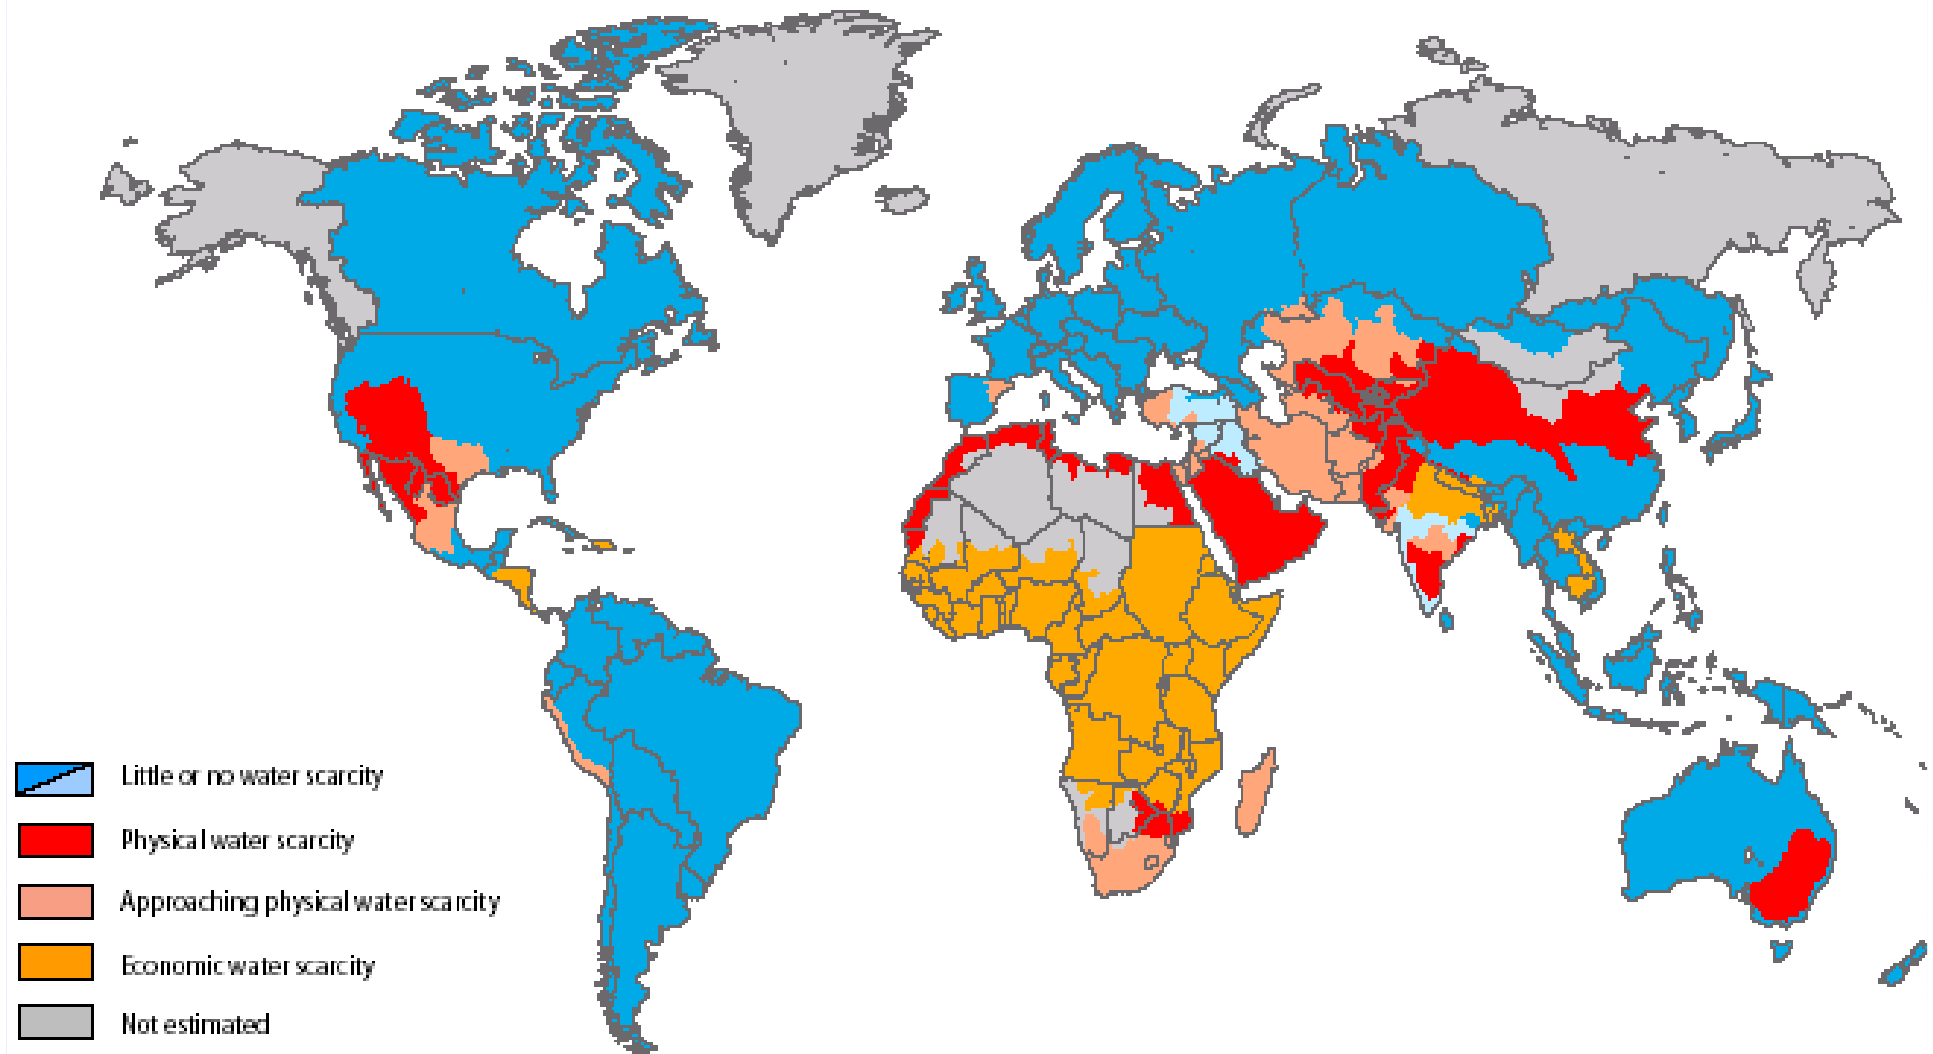 Little or no water scarcity
Physical water scarcity
Approaching physical water scarcity
Economic water scarcity
Not estimated